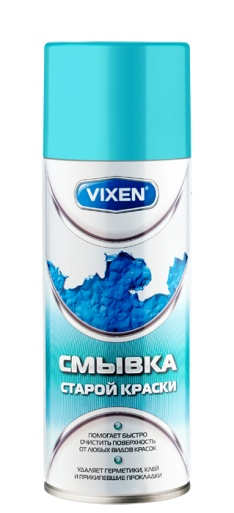 VIXEN®
СМЫВКА
СТАРОЙ КРАСКИ
ПОМОГАЕТ БЫСТРО
ОЧИСТИТЬ ПОВЕРХНОСТЬ
ОТ ЛЮБЫХ ВИДОВ КРАСОК
УДАЛЯЕТ ГЕРМЕТИКИ, КЛЕЙ
И ПРИКИПЕВШИЕ ПРОКЛАДКИ